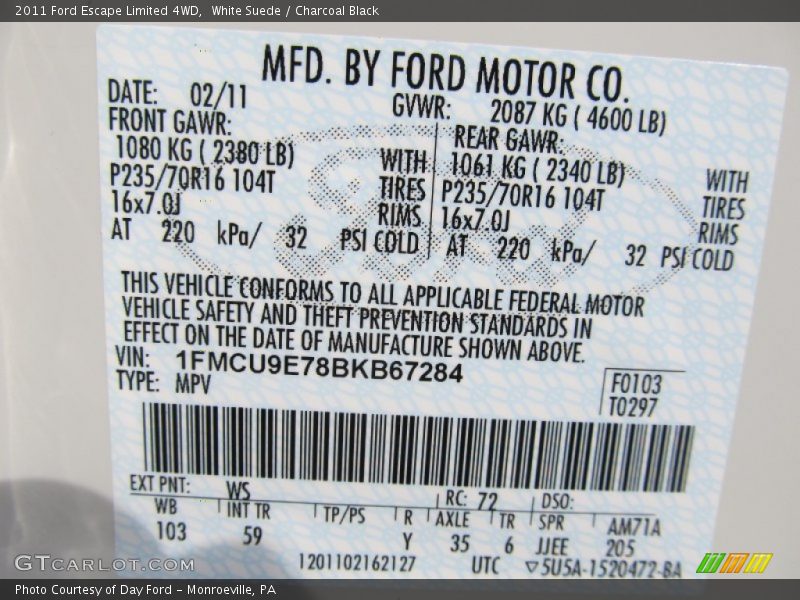 2011 Ford Escape Limited 4WD, White Suede / Charcoal Black
MFD. BY FORD MOTOR CO.
DATE: 02/11 GVWR: 2087 KG ( 4600 LB)
FRONT GAWR: REAR GAWR:
1080 KG ( 2380 LB) WITH 1061 KG ( 2340 LB) WITH
P235/70R16 104T TIRES P235/70R16 104T TIRES
16x7.0J RIMS 16x7.0J RIMS
AT 220 kPa/ 32 PSI COLD AT 220 kPa/ 32 PSI COLD
THIS VEHICLE CONFORMS TO ALL APPLICABLE FEDERAL MOTOR
VEHICLE SAFETY AND THEFT PREVENTION STANDARDS IN
EFFECT ON THE DATE OF MANUFACTURE SHOWN ABOVE.
VIN: 1FMCU9E78BKB67284
TYPE: MPV
F0103
T0297
EXT PNT: WS RC: 72 DSO:
WB INT TR TP/PS R AXLE TR SPR AM71A
103 59 Y 35 6 JJEE 205
1201102162127 UTC ▽5U5A-1520472-BA
GTCARLOT.COM
Photo Courtesy of Day Ford – Monroeville, PA